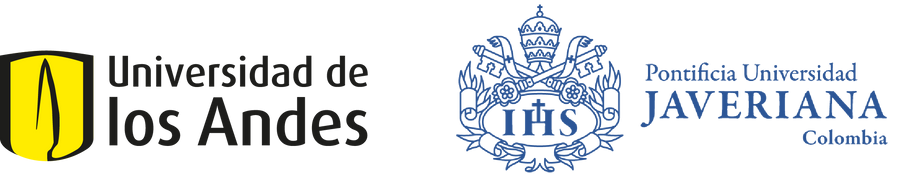 Universidad de
los Andes
IHS
Pontificia Universidad
JAVERIANA
Colombia